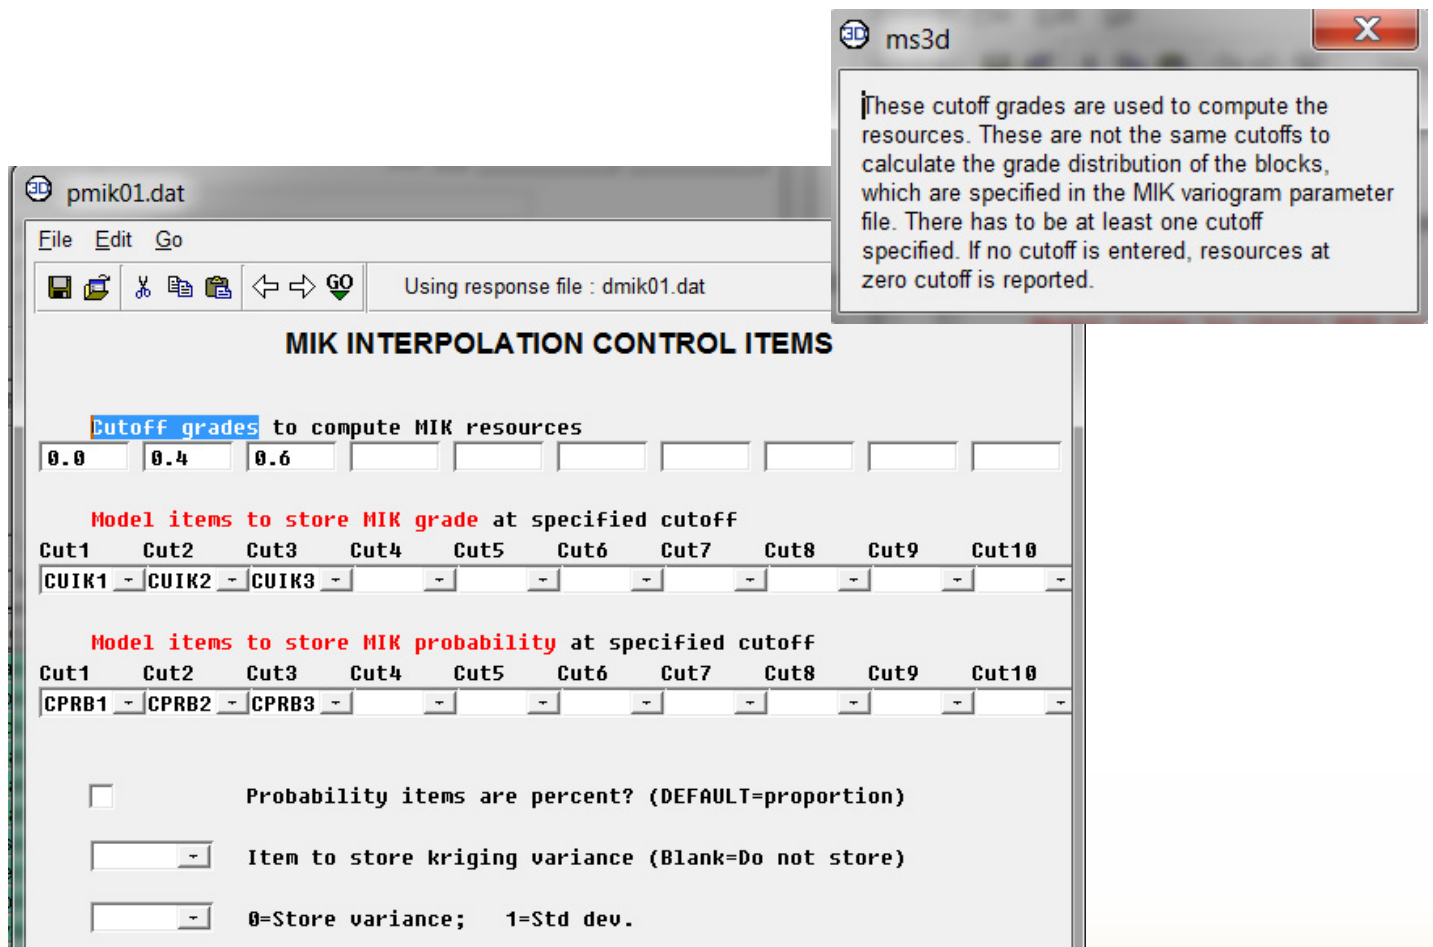 ms3d
These cutoff grades are used to compute the
resources. These are not the same cutoffs to
calculate the grade distribution of the blocks,
which are specified in the MIK variogram parameter
file. There has to be at least one cutoff
specified. If no cutoff is entered, resources at
zero cutoff is reported.
pmik01.dat
File Edit Go
GO Using response file : dmik01.dat
MIK INTERPOLATION CONTROL ITEMS
Cutoff grades to compute MIK resources
0.0 0.4 0.6
Model items to store MIK grade at specified cutoff
Cut1 Cut2 Cut3 Cut4 Cut5 Cut6 Cut7 Cut8 Cut9 Cut10
CUIK1 CUIK2 CUIK3
Model items to store MIK probability at specified cutoff
Cut1 Cut2 Cut3 Cut4 Cut5 Cut6 Cut7 Cut8 Cut9 Cut10
CPRB1 CPRB2 CPRB3
Probability items are percent? (DEFAULT=proportion)
Item to store kriging variance (Blank=Do not store)
0=Store variance; 1=Std dev.